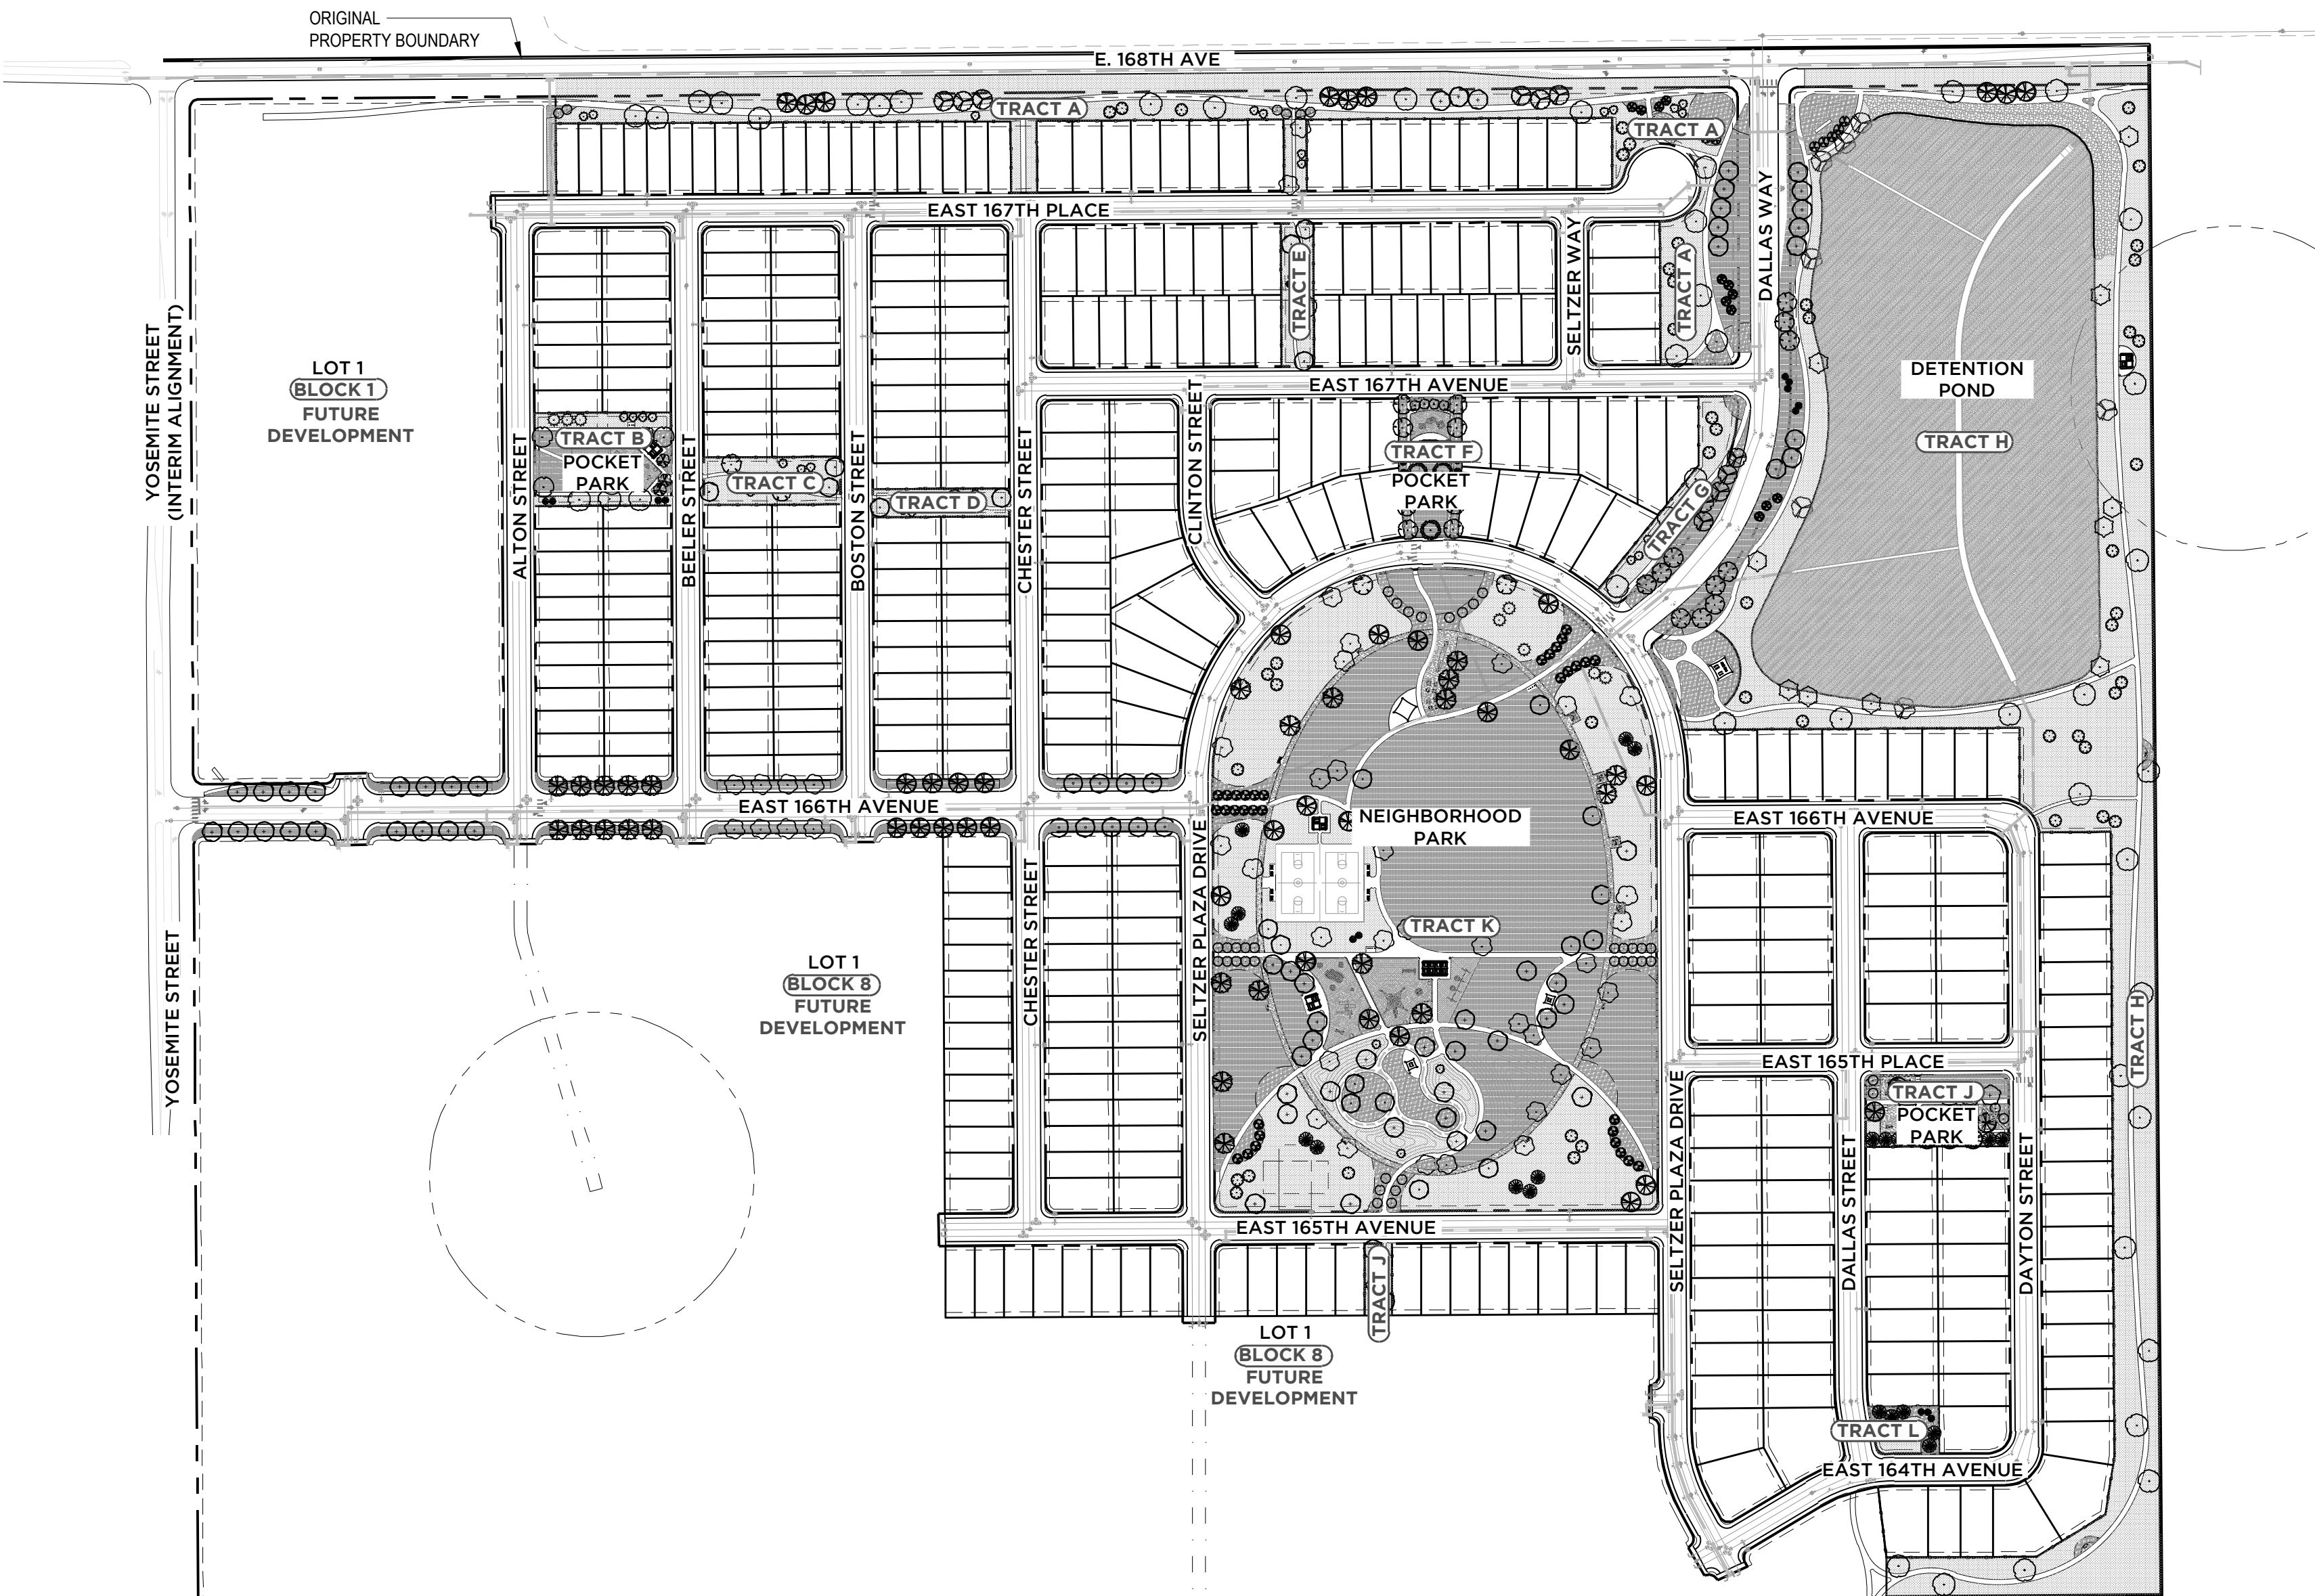 ORIGINAL
PROPERTY BOUNDARY
E. 168TH AVE
TRACT A
TRACT A
EAST 167TH PLACE
TRACT E
SELTZER WAY
TRACT A
DALLAS WAY
YOSEMITE STREET
(INTERIM ALIGNMENT)
LOT 1
BLOCK 1
FUTURE
DEVELOPMENT
DETENTION
POND
TRACT H
EAST 167TH AVENUE
ALTON STREET
TRACT B
POCKET
PARK
BEELER STREET
TRACT C
BOSTON STREET
TRACT D
CHESTER STREET
CLINTON STREET
TRACT F
POCKET
PARK
TRACT G
EAST 166TH AVENUE
NEIGHBORHOOD
PARK
EAST 166TH AVENUE
TRACT K
YOSEMITE STREET
LOT 1
BLOCK 8
FUTURE
DEVELOPMENT
CHESTER STREET
SELTZER PLAZA DRIVE
EAST 165TH PLACE
TRACT H
TRACT J
POCKET
PARK
SELTZER PLAZA DRIVE
DALLAS STREET
DAYTON STREET
EAST 165TH AVENUE
TRACT J
LOT 1
BLOCK 8
FUTURE
DEVELOPMENT
TRACT L
EAST 164TH AVENUE